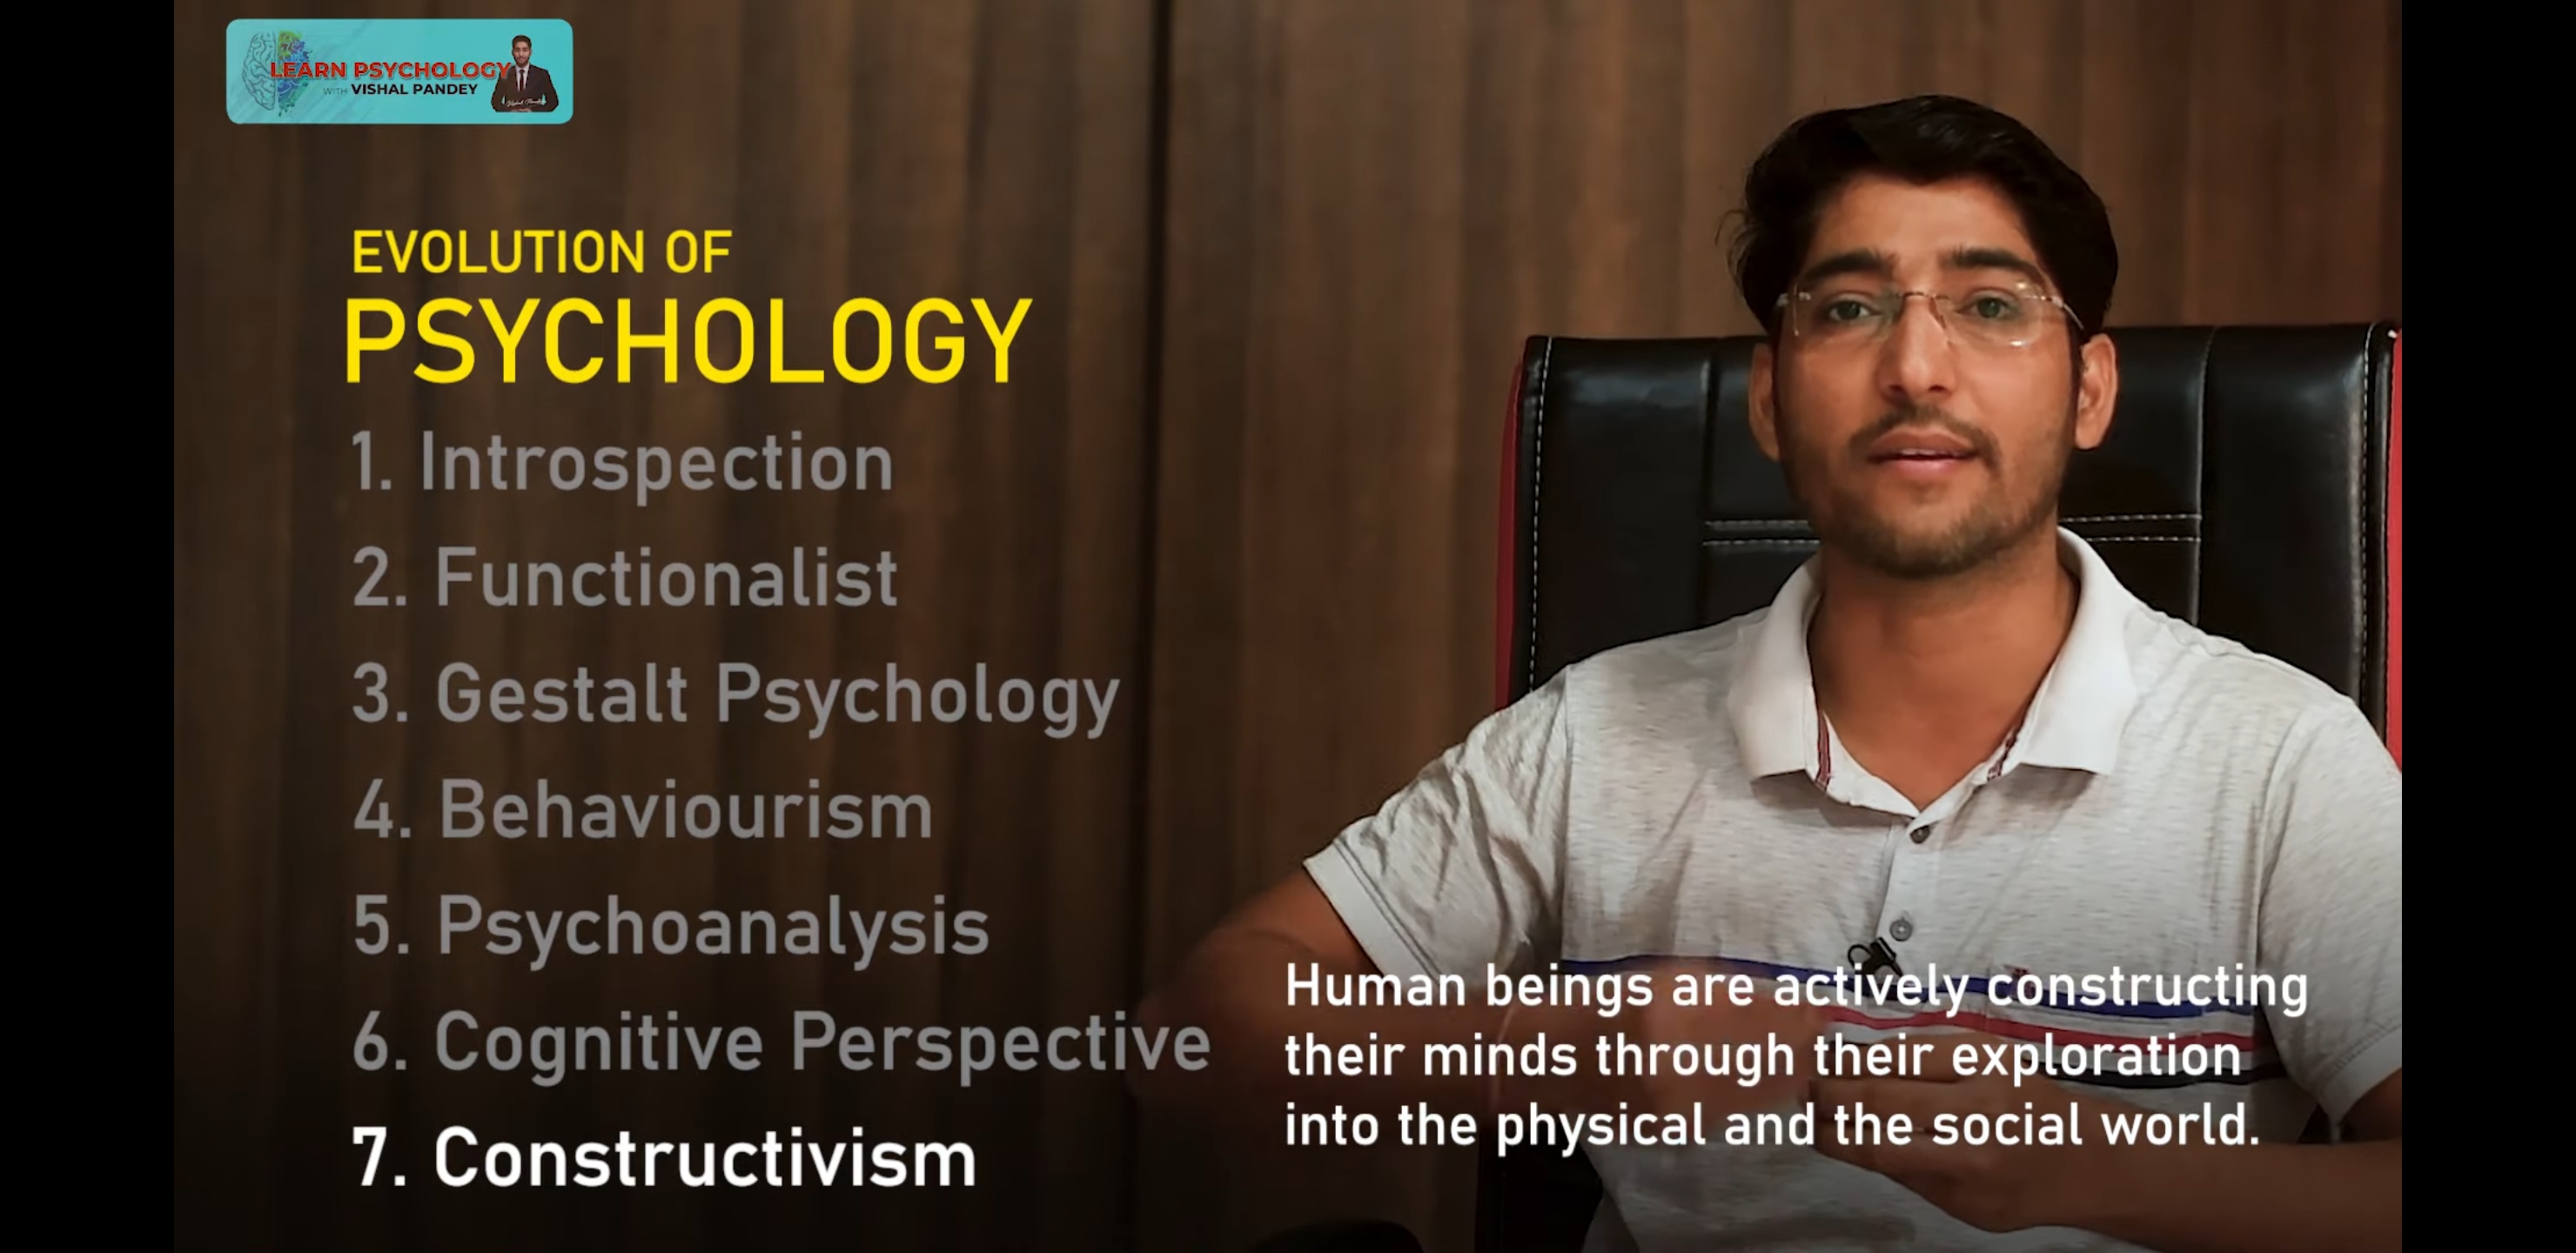 LEARN PSYCHOLOGY
WITH VISHAL PANDEY
EVOLUTION OF
PSYCHOLOGY
1. Introspection
2. Functionalist
3. Gestalt Psychology
4. Behaviourism
5. Psychoanalysis
6. Cognitive Perspective
7. Constructivism
Human beings are actively constructing
their minds through their exploration
into the physical and the social world.